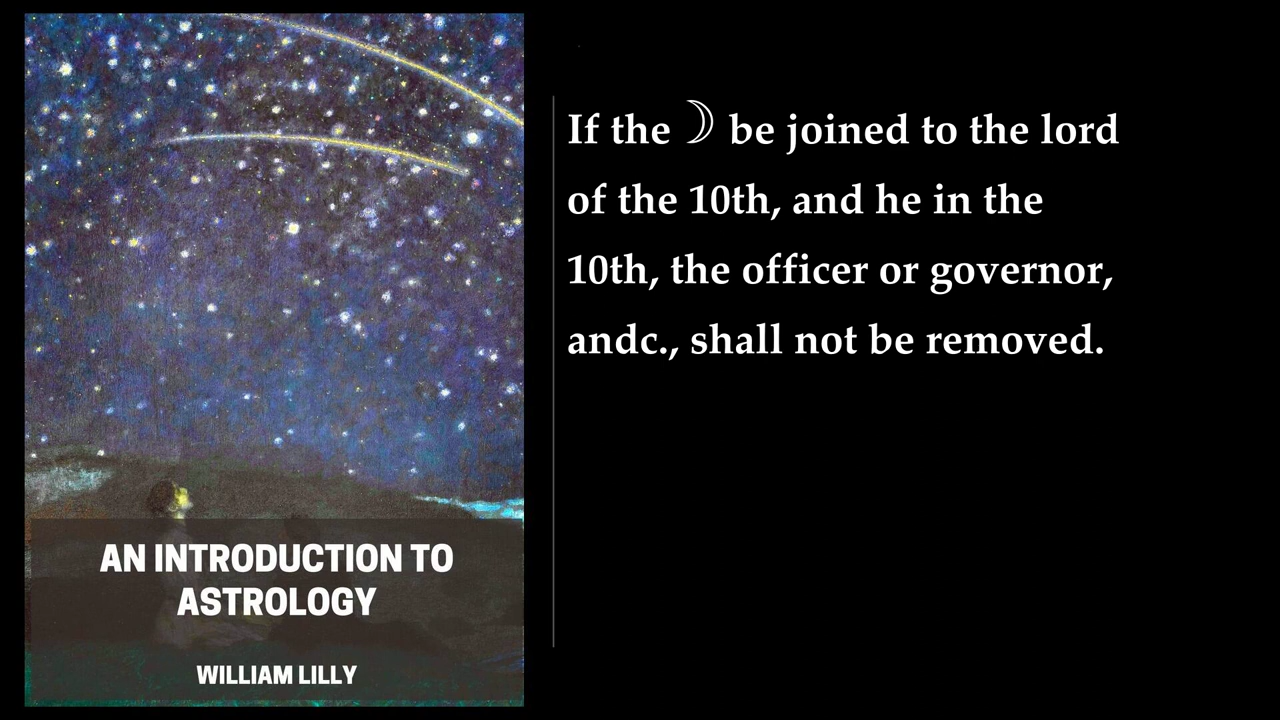 If the ☽ be joined to the lord
of the 10th, and he in the
10th, the officer or governor,
andc., shall not be removed.
AN INTRODUCTION TO
ASTROLOGY
WILLIAM LILLY